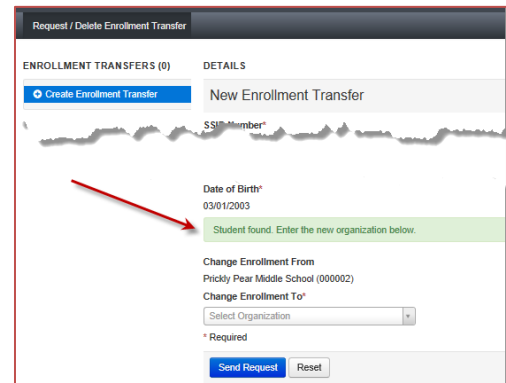 Request / Delete Enrollment Transfer
ENROLLMENT TRANSFERS (0)
Create Enrollment Transfer
DETAILS
New Enrollment Transfer
SSID Number*
Date of Birth*
03/01/2003
Student found. Enter the new organization below.
Change Enrollment From
Prickly Pear Middle School (000002)
Change Enrollment To*
Select Organization
* Required
Send Request Reset